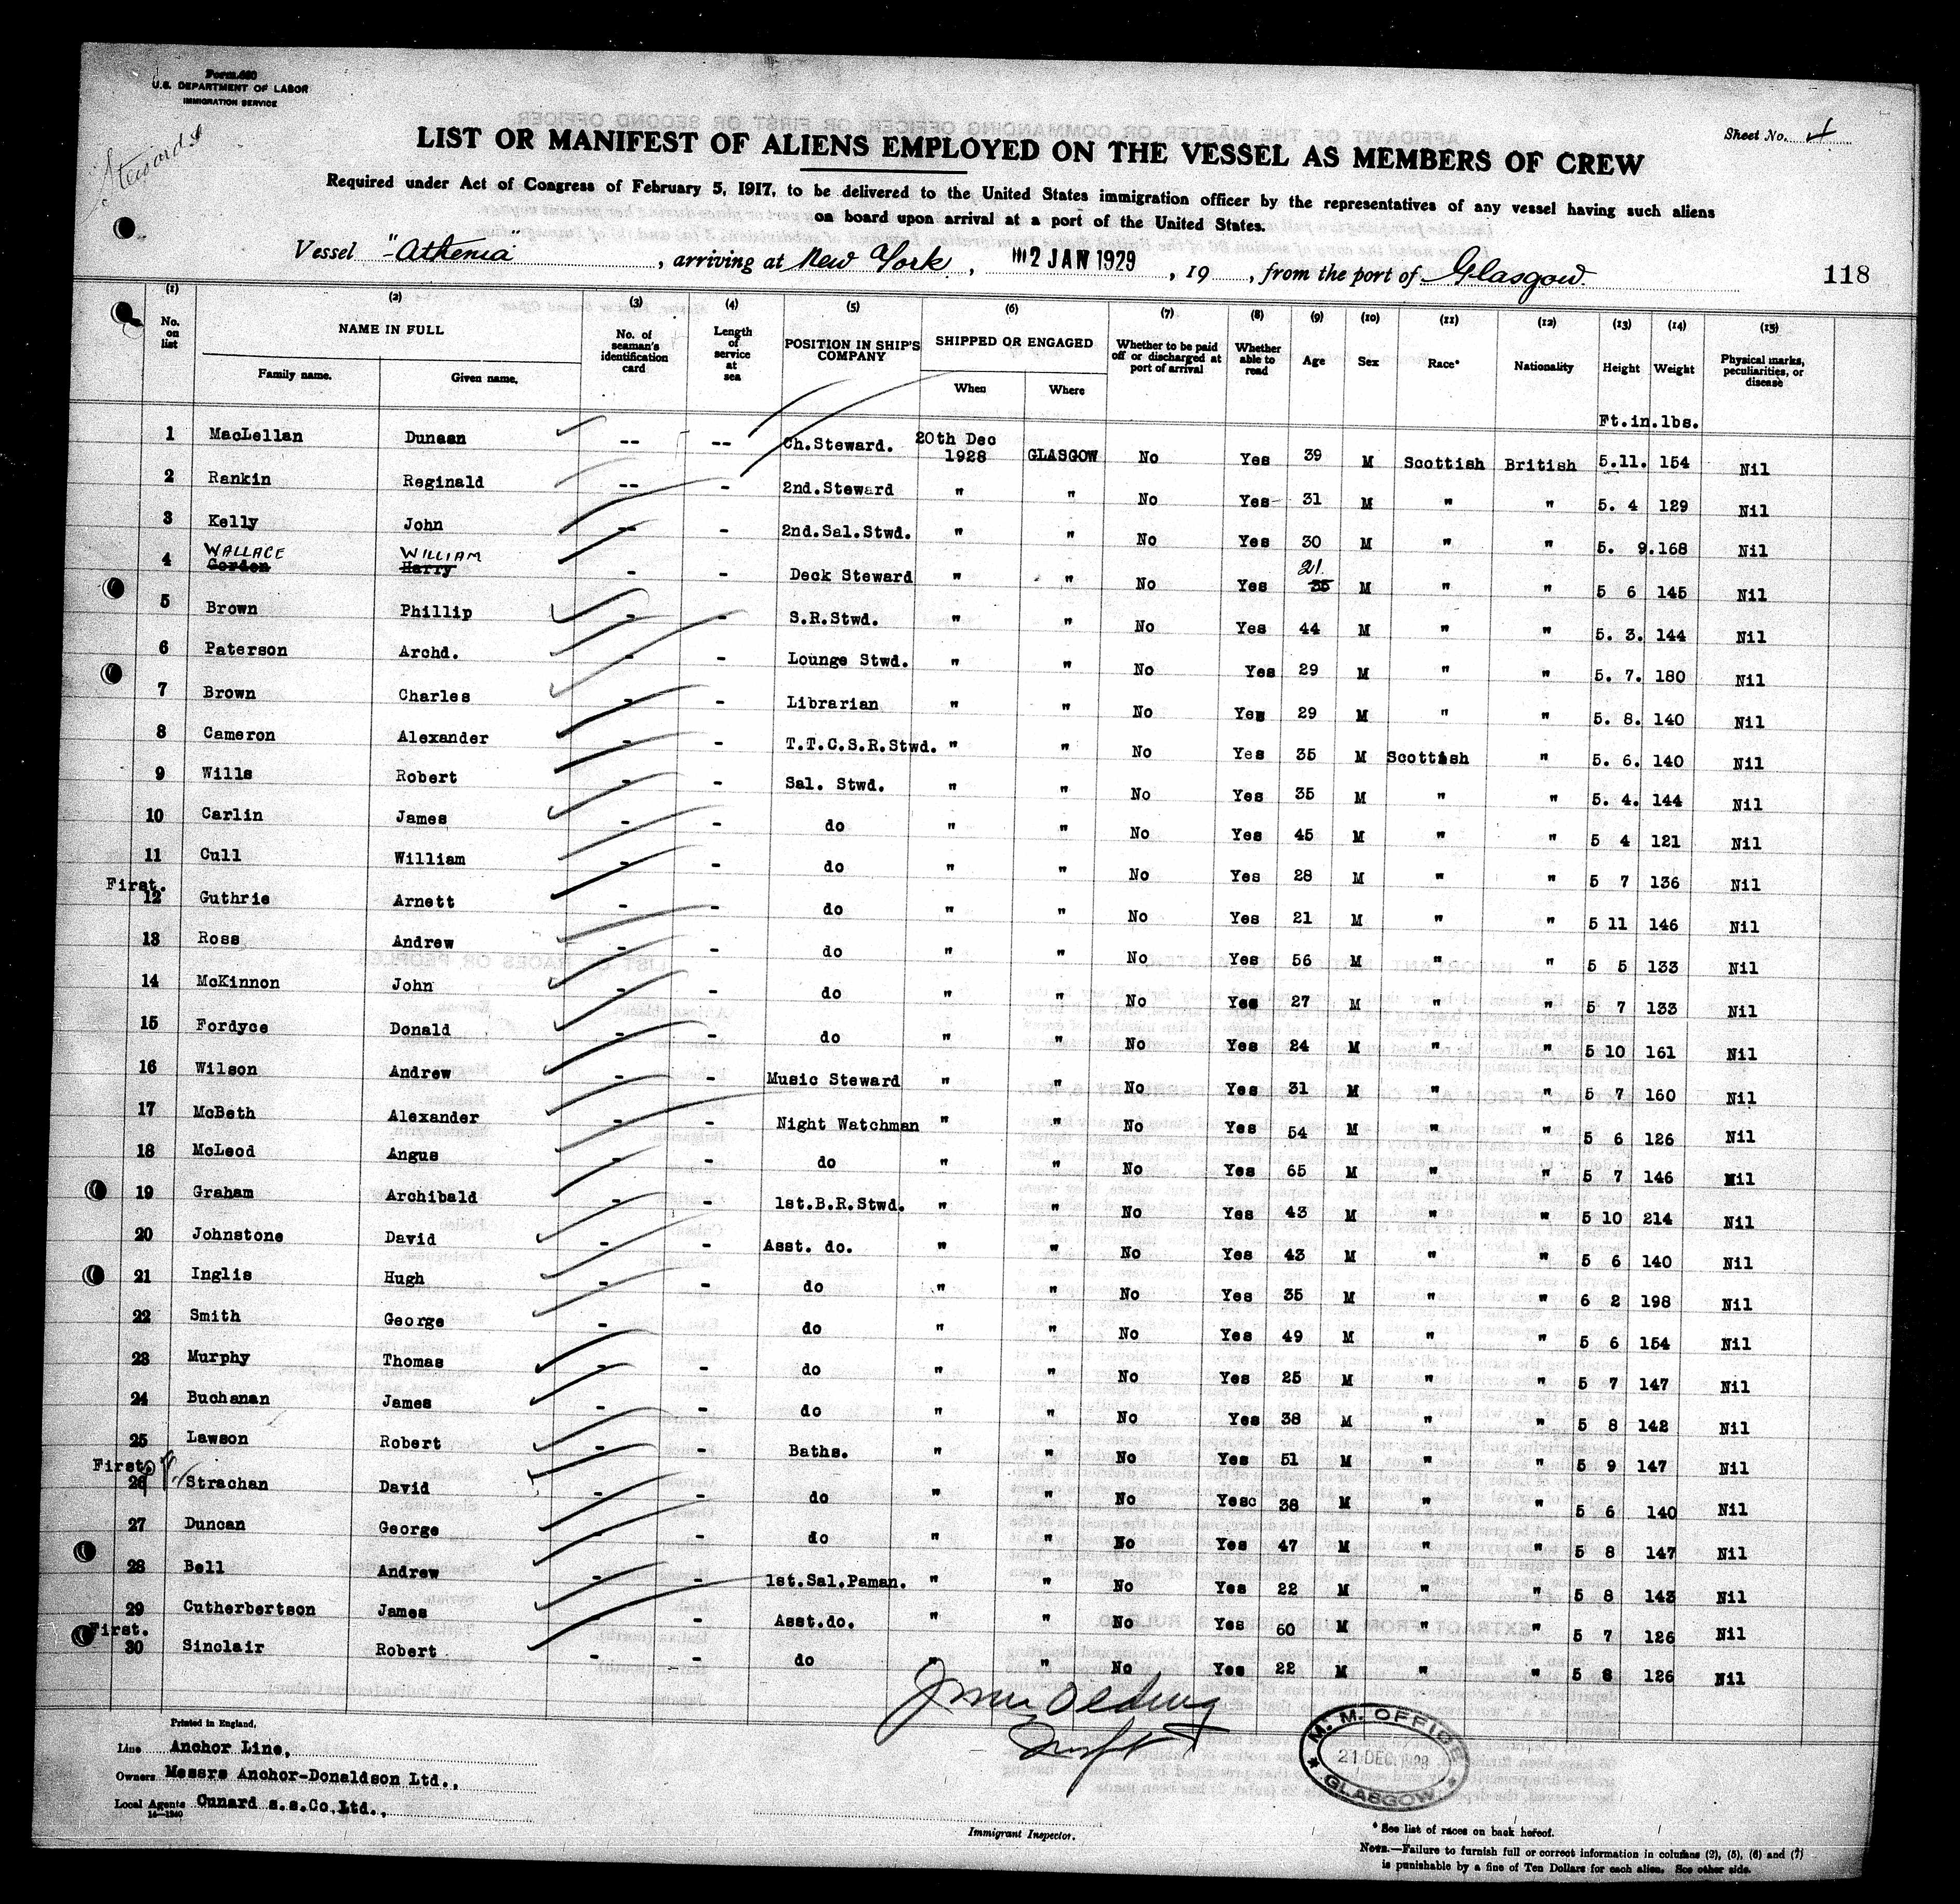 Form 680
U.S. DEPARTMENT OF LABOR
IMMIGRATION SERVICE
Stewards
Sheet No. 4
LIST OR MANIFEST OF ALIENS EMPLOYED ON THE VESSEL AS MEMBERS OF CREW
Required under Act of Congress of February 5, 1917, to be delivered to the United States immigration officer by the representatives of any vessel having such aliens
on board upon arrival at a port of the United States.
Vessel "Athenia", arriving at New York, 2 JAN 1929, 19, from the port of Glasgow.
118
(1) (2) (3) (4) (5) (6) (7) (8) (9) (10) (11) (12) (13) (14) (15)
No. on list NAME IN FULL Family name. Given name. No. of seaman's identification card Length of service at sea POSITION IN SHIP'S COMPANY SHIPPED OR ENGAGED When Where Whether to be paid off or discharged at port of arrival Whether able to read Age Sex Race* Nationality Height Weight Physical marks, peculiarities, or disease
Ft.in.lbs.
1 MacLellan Dunean -- -- Ch.Steward. 20th Dec 1928 GLASGOW No Yes 39 M Scottish British 5.11. 154 Nil
2 Rankin Reginald -- - 2nd.Steward " " No Yes 31 M " " 5. 4 129 Nil
3 Kelly John -- - 2nd.Sal.Stwd. " " No Yes 30 M " " 5. 9.168 Nil
WALLACE WILLIAM 21.
4 Gordon Harry - - Deck Steward " " No Yes 35 M " " 5 6 145 Nil
5 Brown Phillip - - S.R.Stwd. " " No Yes 44 M " " 5. 3. 144 Nil
6 Paterson Archd. - - Lounge Stwd. " " No Yes 29 M " " 5. 7. 180 Nil
7 Brown Charles - - Librarian " " No Yes 29 M " " 5. 8. 140 Nil
8 Cameron Alexander - - T.T.C.S.R.Stwd. " " No Yes 35 M Scottish " 5. 6. 140 Nil
9 Wills Robert - - Sal. Stwd. " " No Yes 35 M " " 5. 4. 144 Nil
10 Carlin James - - do " " No Yes 45 M " " 5 4 121 Nil
11 Cull William - - do " " No Yes 28 M " " 5 7 136 Nil
First.
12 Guthrie Arnett - - do " " No Yes 21 M " " 5 11 146 Nil
13 Ross Andrew - - do " " No Yes 56 M " " 5 5 133 Nil
14 McKinnon John - - do " " No Yes 27 M " " 5 7 133 Nil
15 Fordyce Donald - - do " " No Yes 24 M " " 5 10 161 Nil
16 Wilson Andrew - - Music Steward " " No Yes 31 M " " 5 7 160 Nil
17 McBeth Alexander - - Night Watchman " " No Yes 54 M " " 5 6 126 Nil
18 McLeod Angus - - do " " No Yes 65 M " " 5 7 146 Nil
19 Graham Archibald - - 1st.B.R.Stwd. " " No Yes 43 M " " 5 10 214 Nil
20 Johnstone David - - Asst. do. " " No Yes 43 M " " 5 6 140 Nil
21 Inglis Hugh - - do " " No Yes 35 M " " 6 2 198 Nil
22 Smith George - - do " " No Yes 49 M " " 5 6 154 Nil
23 Murphy Thomas - - do " " No Yes 25 M " " 5 7 147 Nil
24 Buchanan James - - do " " No Yes 38 M " " 5 8 142 Nil
25 Lawson Robert - - Baths. " " No Yes 51 M " " 5 9 147 Nil
First.
26 Strachan David - - do " " No Yesc 38 M " " 5 6 140 Nil
27 Duncan George - - do " " No Yes 47 M " " 5 8 147 Nil
28 Bell Andrew - - 1st.Sal.Paman. " " No Yes 22 M " " 5 8 143 Nil
29 Cutherbertson James - - Asst.do. " " No Yes 60 M " " 5 7 126 Nil
First.
30 Sinclair Robert - - do " " No Yes 22 M " " 5 8 126 Nil
Printed in England.
Line Anchor Line,
Owners Messrs Anchor-Donaldson Ltd.,
Local Agents Cunard s.s.Co,Ltd.,
14—1240
Immigrant Inspector.
M. M. OFFICE
21 DEC 1928
GLASGOW
* See list of races on back hereof.
NOTE.—Failure to furnish full or correct information in columns (2), (5), (6) and (7)
is punishable by a fine of Ten Dollars for each alien. See other side.